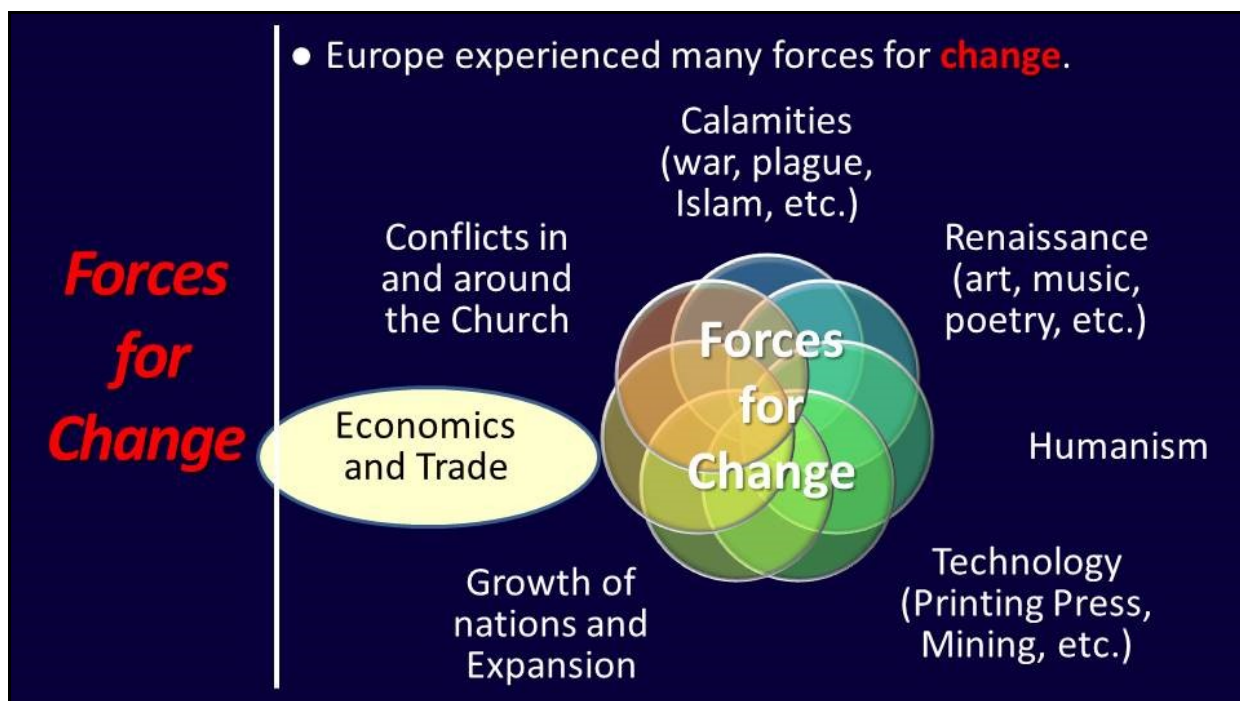 ● Europe experienced many forces for change.
Forces
for
Change
Calamities
(war, plague,
Islam, etc.)
Renaissance
(art, music,
poetry, etc.)
Humanism
Technology
(Printing Press,
Mining, etc.)
Growth of
nations and
Expansion
Economics
and Trade
Conflicts in
and around
the Church
Forces
for
Change